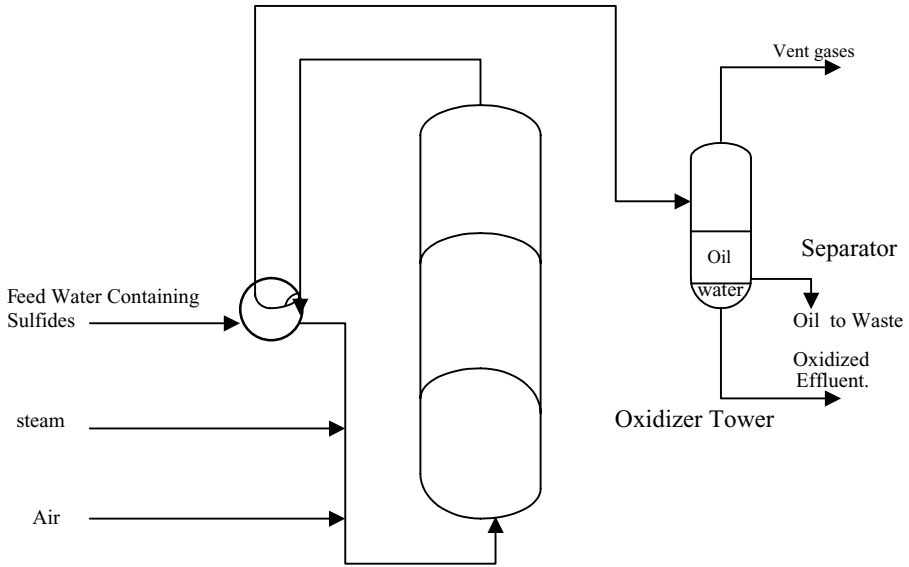 Vent gases
Oil
Separator
water
Feed Water Containing
Sulfides
Oil to Waste
Oxidized
Effluent.
steam
Oxidizer Tower
Air